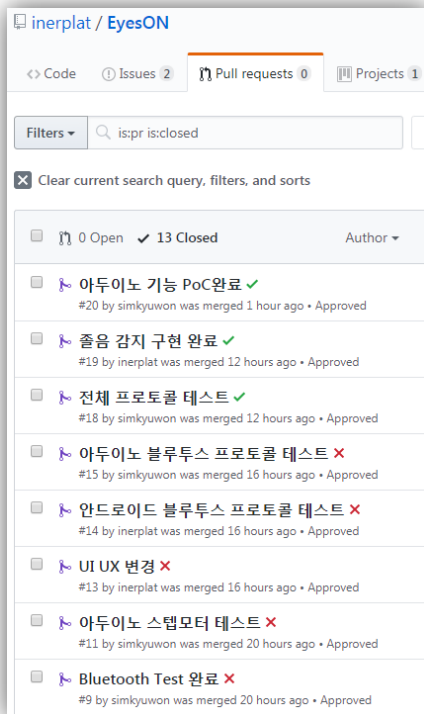 inerplat / EyesON
Code Issues 2 Pull requests 0 Projects 1
Filters is:pr is:closed
Clear current search query, filters, and sorts
0 Open 13 Closed Author
아두이노 기능 PoC완료
#20 by simkyuwon was merged 1 hour ago • Approved
졸음 감지 구현 완료
#19 by inerplat was merged 12 hours ago • Approved
전체 프로토콜 테스트
#18 by simkyuwon was merged 12 hours ago • Approved
아두이노 블루투스 프로토콜 테스트
#15 by simkyuwon was merged 16 hours ago • Approved
안드로이드 블루투스 프로토콜 테스트
#14 by inerplat was merged 16 hours ago • Approved
UI UX 변경
#13 by inerplat was merged 16 hours ago • Approved
아두이노 스텝모터 테스트
#11 by simkyuwon was merged 20 hours ago • Approved
Bluetooth Test 완료
#9 by simkyuwon was merged 20 hours ago • Approved